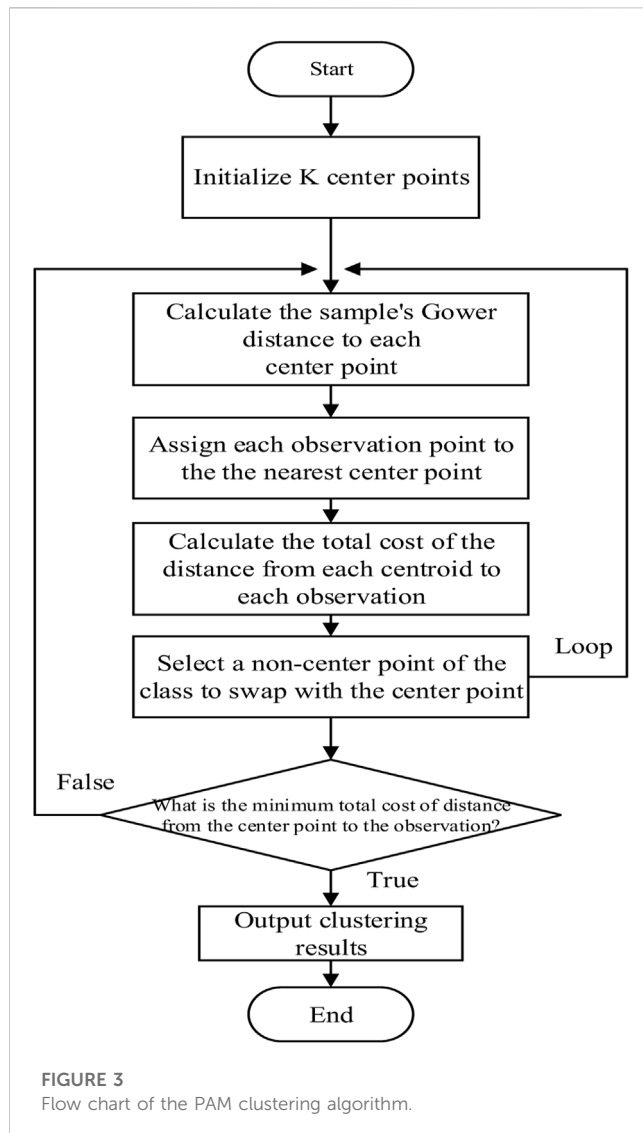 Start
Initialize K center points
Calculate the sample's Gower
distance to each
center point
Assign each observation point to
the the nearest center point
Calculate the total cost of the
distance from each centroid to
each observation
Select a non-center point of the
class to swap with the center point
Loop
False
What is the minimum total cost of distance
from the center point to the observation?
True
Output clustering
results
End
FIGURE 3
Flow chart of the PAM clustering algorithm.